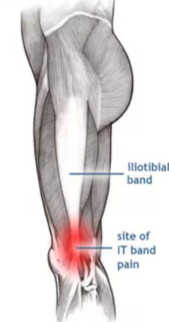 iliotibial
band
site of
IT band
pain